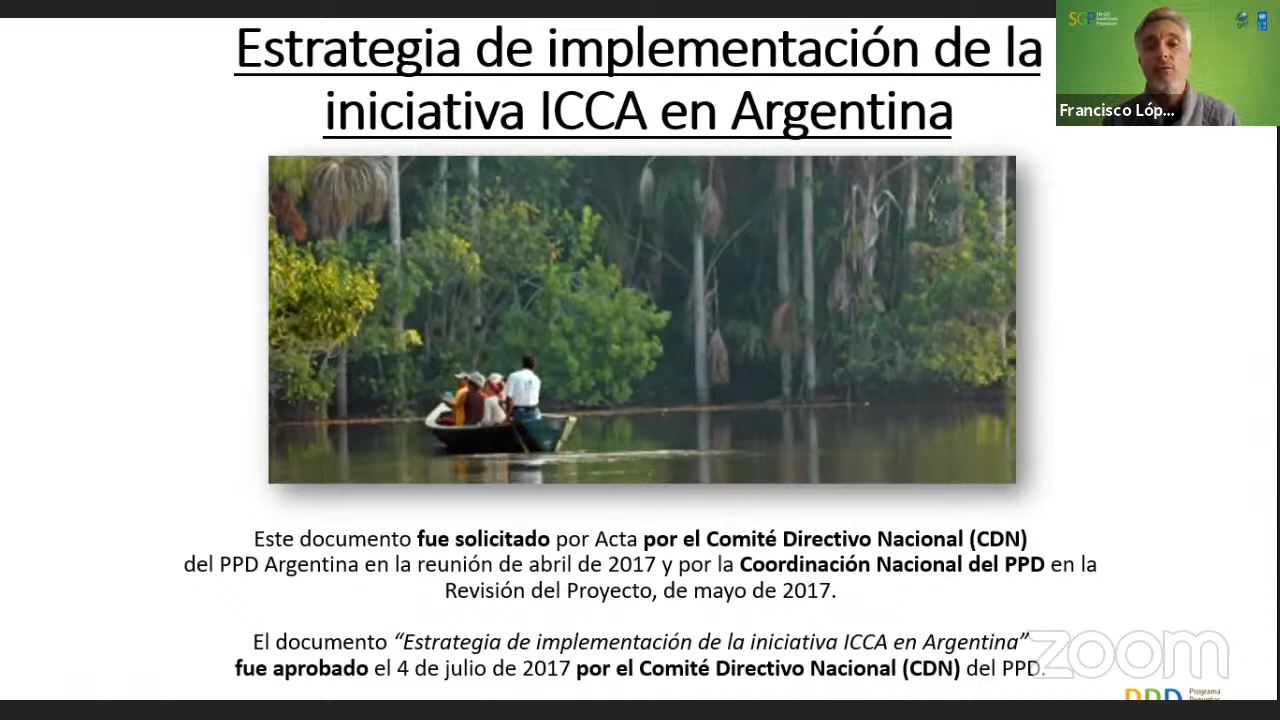 Estrategia de implementación de la
iniciativa ICCA en Argentina
SGP
Francisco Lóp...
Este documento fue solicitado por Acta por el Comité Directivo Nacional (CDN)
del PPD Argentina en la reunión de abril de 2017 y por la Coordinación Nacional del PPD en la
Revisión del Proyecto, de mayo de 2017.
El documento “Estrategia de implementación de la iniciativa ICCA en Argentina”
fue aprobado el 4 de julio de 2017 por el Comité Directivo Nacional (CDN) del PPD.
zoom
PPD Programa